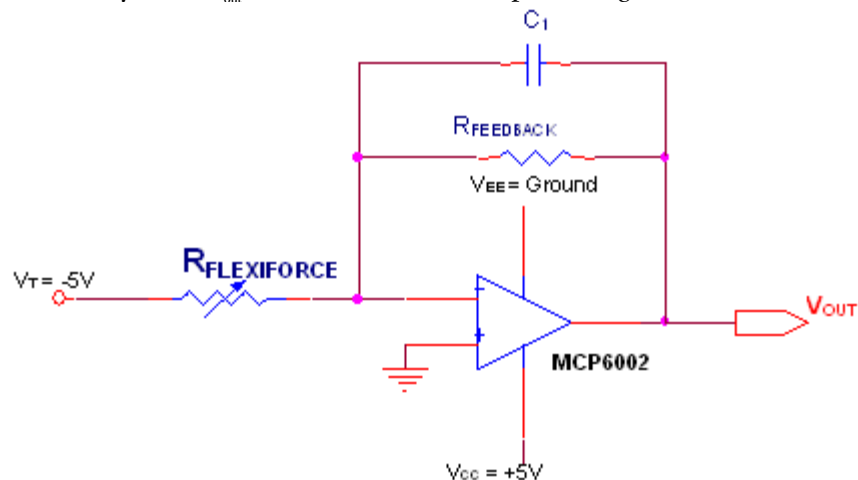 C1
RFEEDBACK
VEE= Ground
RFLEXIFORCE
VT= -5V
VOUT
MCP6002
Vcc = +5V